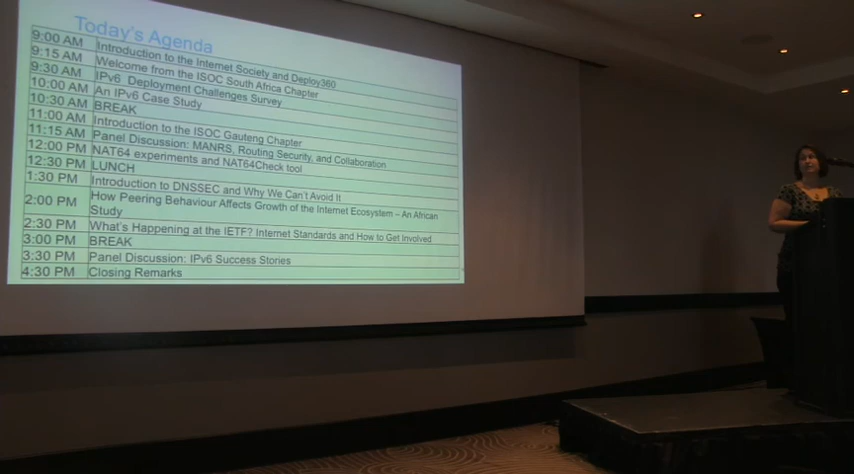 Today's Agenda
9:00 AM Introduction to the Internet Society and Deploy360
9:15 AM Welcome from the ISOC South Africa Chapter
9:30 AM IPv6 Deployment Challenges Survey
10:00 AM An IPv6 Case Study
10:30 AM BREAK
11:00 AM Introduction to the ISOC Gauteng Chapter
11:15 AM Panel Discussion: MANRS, Routing Security, and Collaboration
12:00 PM NAT64 experiments and NAT64Check tool
12:30 PM LUNCH
1:30 PM Introduction to DNSSEC and Why We Can't Avoid It
2:00 PM How Peering Behaviour Affects Growth of the Internet Ecosystem – An African
Study
2:30 PM What's Happening at the IETF? Internet Standards and How to Get Involved
3:00 PM BREAK
3:30 PM Panel Discussion: IPv6 Success Stories
4:30 PM Closing Remarks